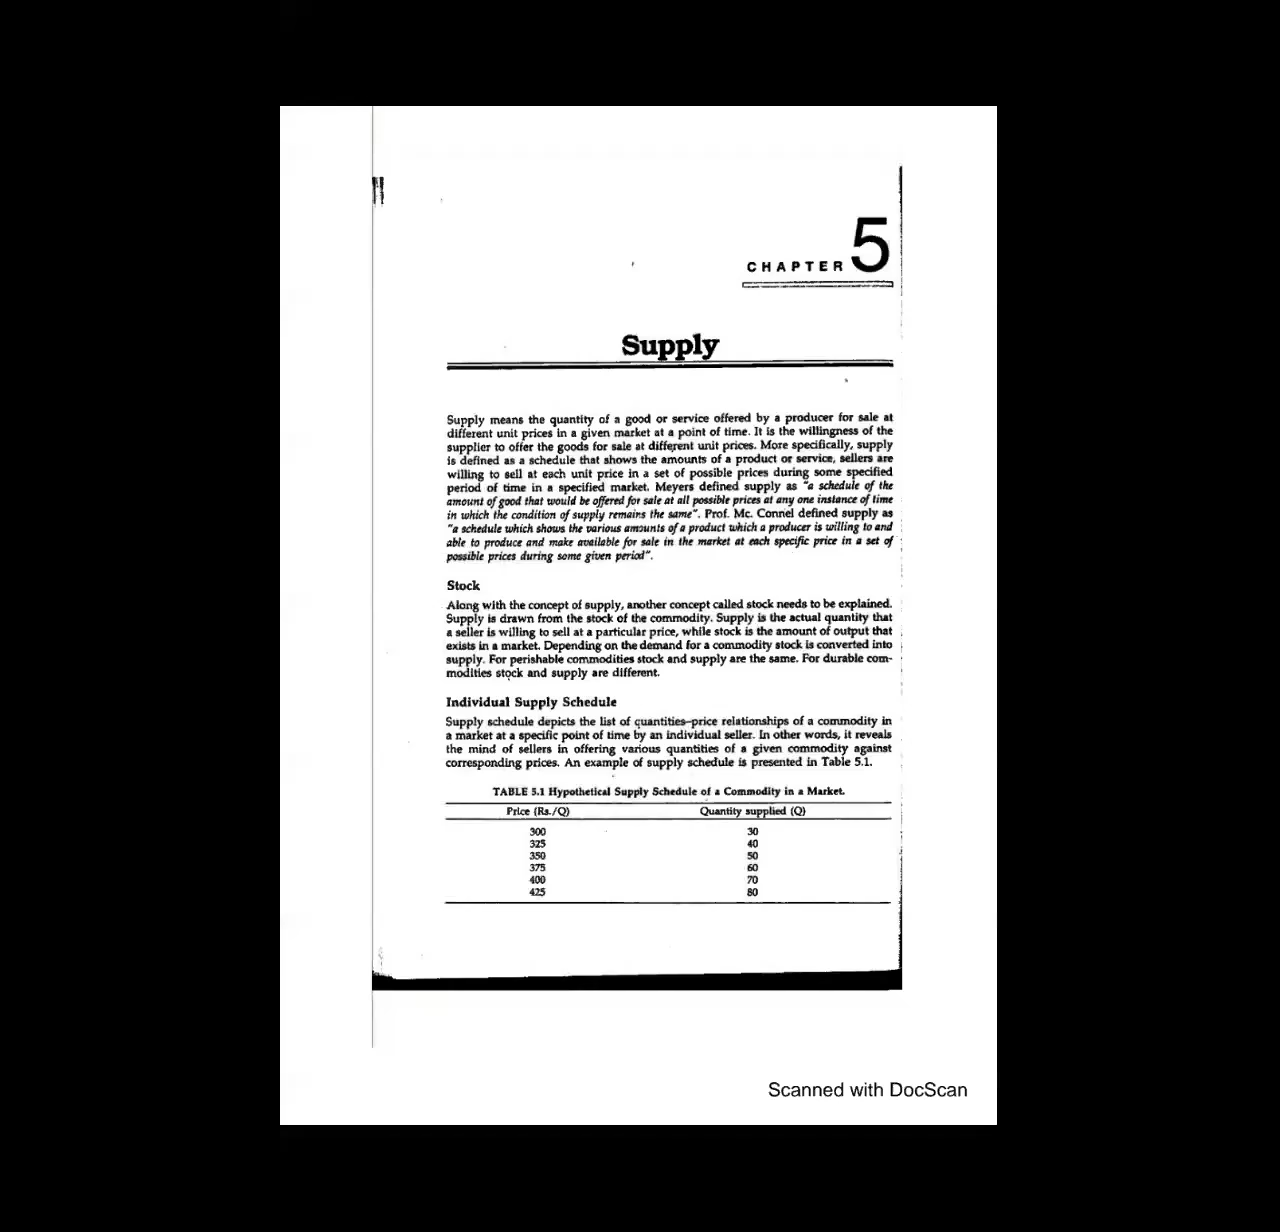 CHAPTER 5
Supply
Supply means the quantity of a good or service offered by a producer for sale at
different unit prices in a given market at a point of time. It is the willingness of the
supplier to offer the goods for sale at different unit prices. More specifically, supply
is defined as a schedule that shows the amounts of a product or service, sellers are
willing to sell at each unit price in a set of possible prices during some specified
period of time in a specified market. Meyers defined supply as "a schedule of the
amount of good that would be offered for sale at all possible prices at any one instance of time
in which the condition of supply remains the same". Prof. Mc. Connel defined supply as
"a schedule which shows the various amounts of a product which a producer is willing to and
able to produce and make available for sale in the market at each specific price in a set of
possible prices during some given period".
Stock
Along with the concept of supply, another concept called stock needs to be explained.
Supply is drawn from the stock of the commodity. Supply is the actual quantity that
a seller is willing to sell at a particular price, while stock is the amount of output that
exists in a market. Depending on the demand for a commodity stock is converted into
supply. For perishable commodities stock and supply are the same. For durable com-
modities stock and supply are different.
Individual Supply Schedule
Supply schedule depicts the list of quantities–price relationships of a commodity in
a market at a specific point of time by an individual seller. In other words, it reveals
the mind of sellers in offering various quantities of a given commodity against
corresponding prices. An example of supply schedule is presented in Table 5.1.
TABLE 5.1 Hypothetical Supply Schedule of a Commodity in a Market.
Price (Rs./Q) Quantity supplied (Q)
300 30
325 40
350 50
375 60
400 70
425 80
Scanned with DocScan